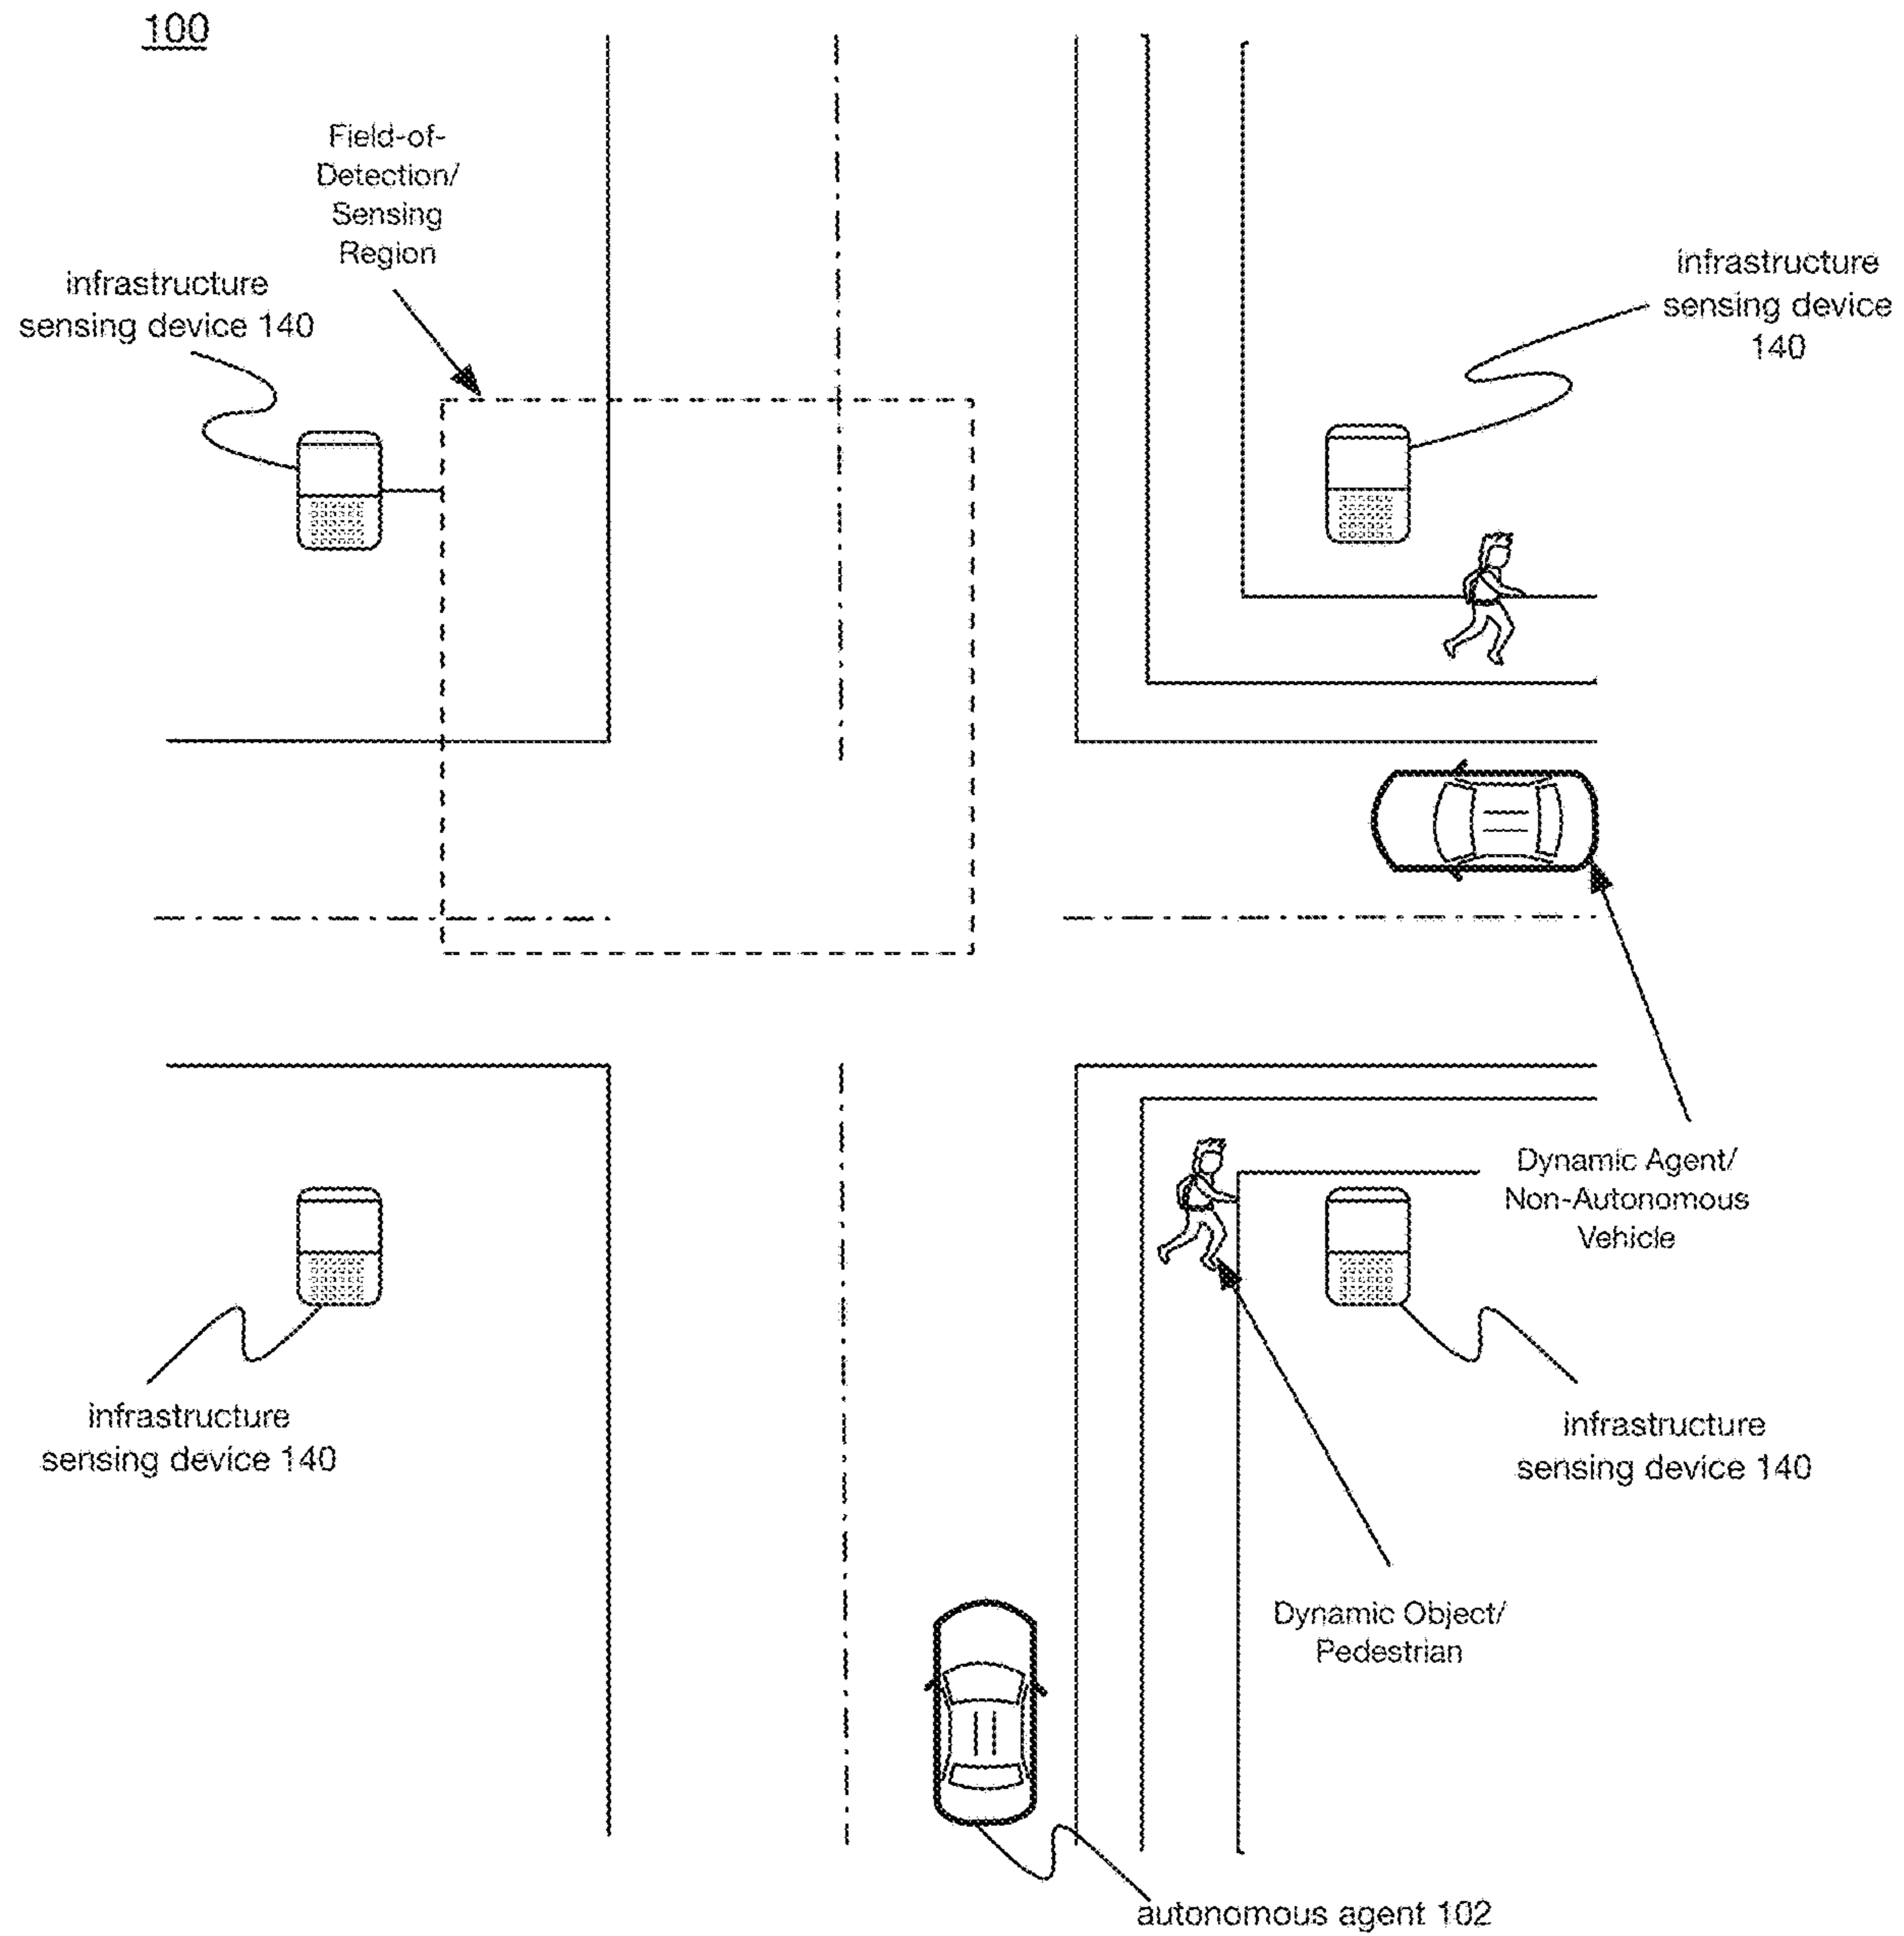 100
Field-of-
Detection/
Sensing
Region
infrastructure
sensing device 140
infrastructure
sensing device
140
Dynamic Agent/
Non-Autonomous
Vehicle
infrastructure
sensing device 140
infrastructure
sensing device 140
Dynamic Object/
Pedestrian
autonomous agent 102